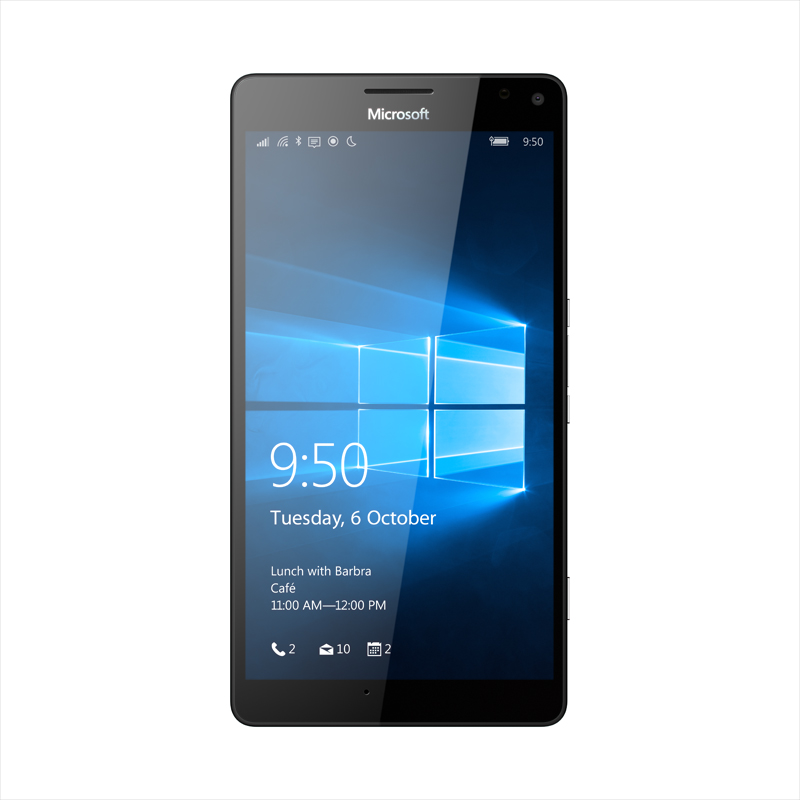 Microsoft
9:50
9:50
Tuesday, 6 October
Lunch with Barbra
Café
11:00 AM—12:00 PM
2 10 2